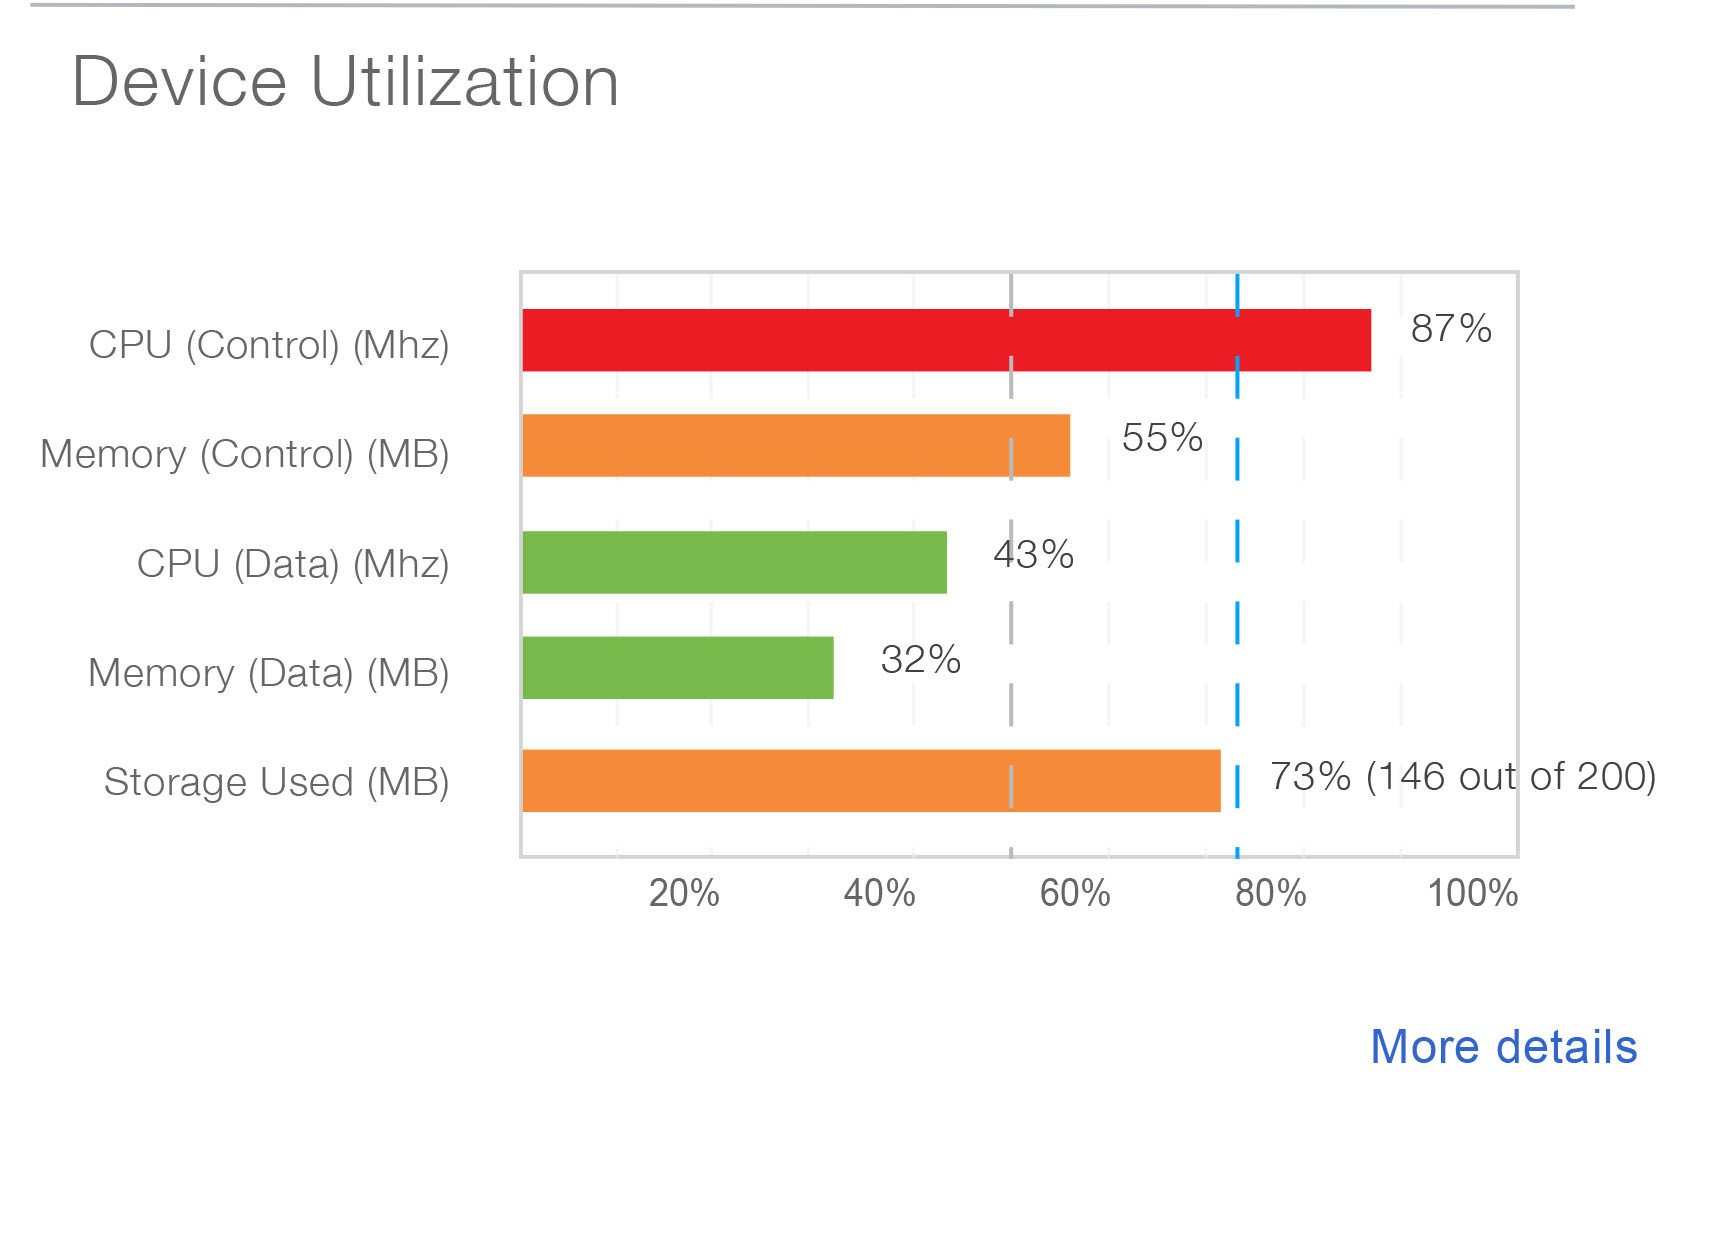 Device Utilization
CPU (Control) (Mhz)
87%
Memory (Control) (MB)
55%
CPU (Data) (Mhz)
43%
Memory (Data) (MB)
32%
Storage Used (MB)
73% (146 out of 200)
20% 40% 60% 80% 100%
More details